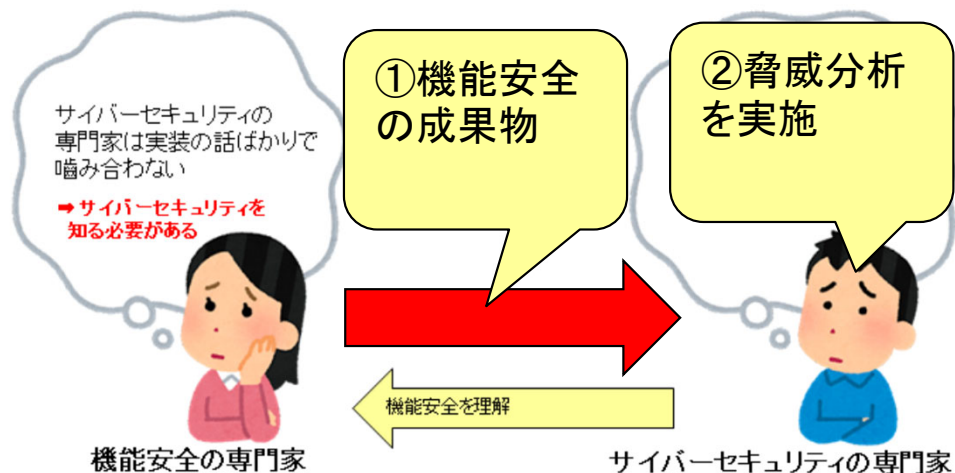 サイバーセキュリティの
専門家は実装の話ばかりで
噛み合わない
➡サイバーセキュリティを
知る必要がある
①機能安全
の成果物
②脅威分析
を実施
機能安全を理解
機能安全の専門家
サイバーセキュリティの専門家